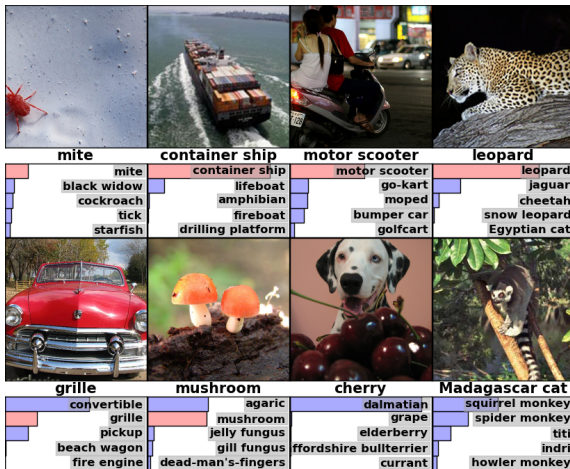 mite container ship motor scooter leopard
mite container ship motor scooter leopard
black widow lifeboat go-kart jaguar
cockroach amphibian moped cheetah
tick fireboat bumper car snow leopard
starfish drilling platform golfcart Egyptian cat
grille mushroom cherry Madagascar cat
convertible agaric dalmatian squirrel monkey
grille mushroom grape spider monkey
pickup jelly fungus elderberry titi
beach wagon gill fungus ffordshire bullterrier indri
fire engine dead-man's-fingers currant howler monkey